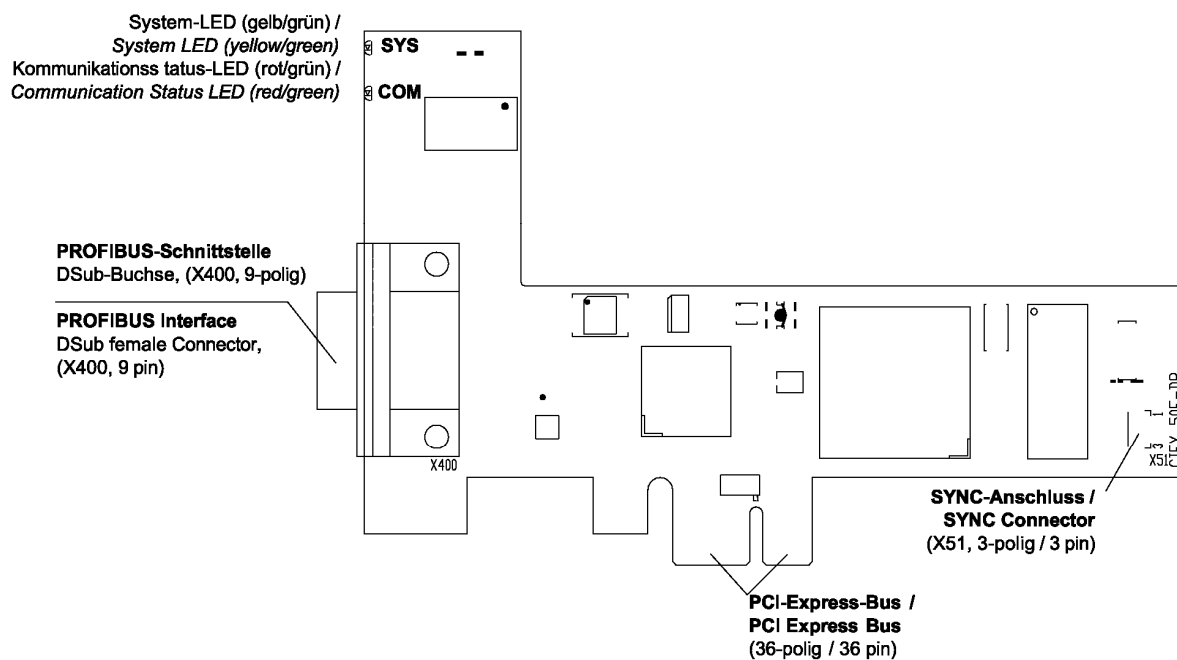 System-LED (gelb/grün) /
System LED (yellow/green)
Kommunikationss tatus-LED (rot/grün) /
Communication Status LED (red/green)
SYS
COM
PROFIBUS-Schnittstelle
DSub-Buchse, (X400, 9-polig)
PROFIBUS Interface
DSub female Connector,
(X400, 9 pin)
X400
1
3
X51
SYNC-Anschluss /
SYNC Connector
(X51, 3-polig / 3 pin)
PCI-Express-Bus /
PCI Express Bus
(36-polig / 36 pin)